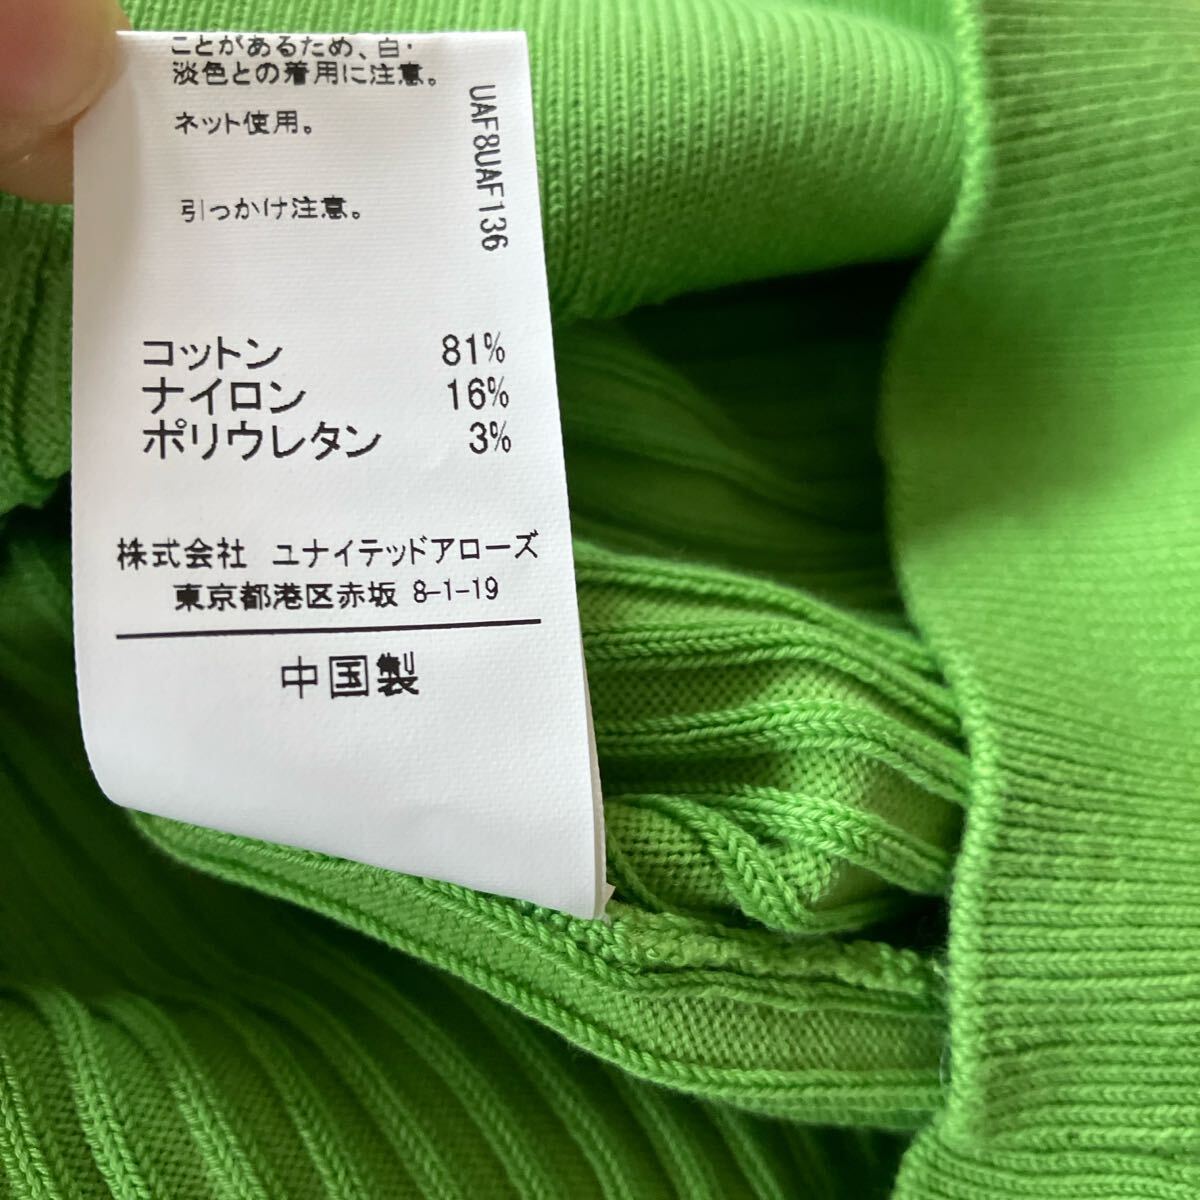 ことがあるため、白・
淡色との着用に注意。
ネット使用。
引っかけ注意。
UAF8UAF136
コットン 81%
ナイロン 16%
ポリウレタン 3%
株式会社 ユナイテッドアローズ
東京都港区赤坂 8-1-19
中国製